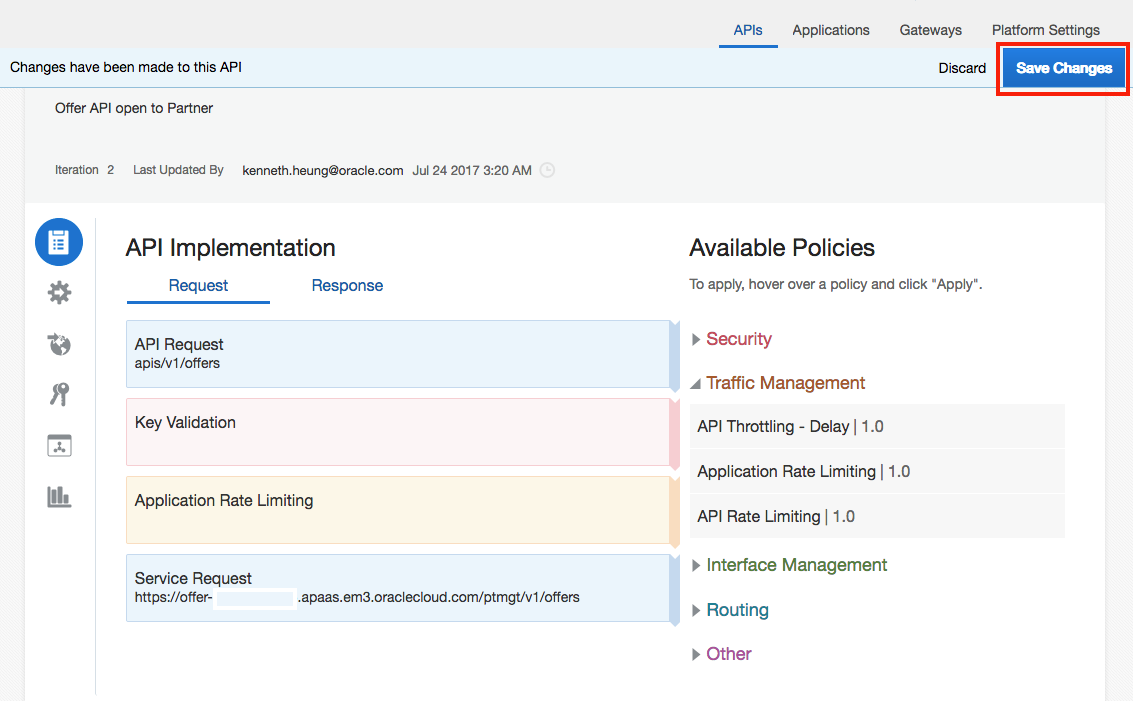 APIs Applications Gateways Platform Settings
Changes have been made to this API Discard Save Changes
Offer API open to Partner
Iteration 2 Last Updated By kenneth.heung@oracle.com Jul 24 2017 3:20 AM
API Implementation
Request Response
API Request
apis/v1/offers
Key Validation
Application Rate Limiting
Service Request
https://offer- .apaas.em3.oraclecloud.com/ptmgt/v1/offers
Available Policies
To apply, hover over a policy and click "Apply".
Security
Traffic Management
API Throttling - Delay | 1.0
Application Rate Limiting | 1.0
API Rate Limiting | 1.0
Interface Management
Routing
Other